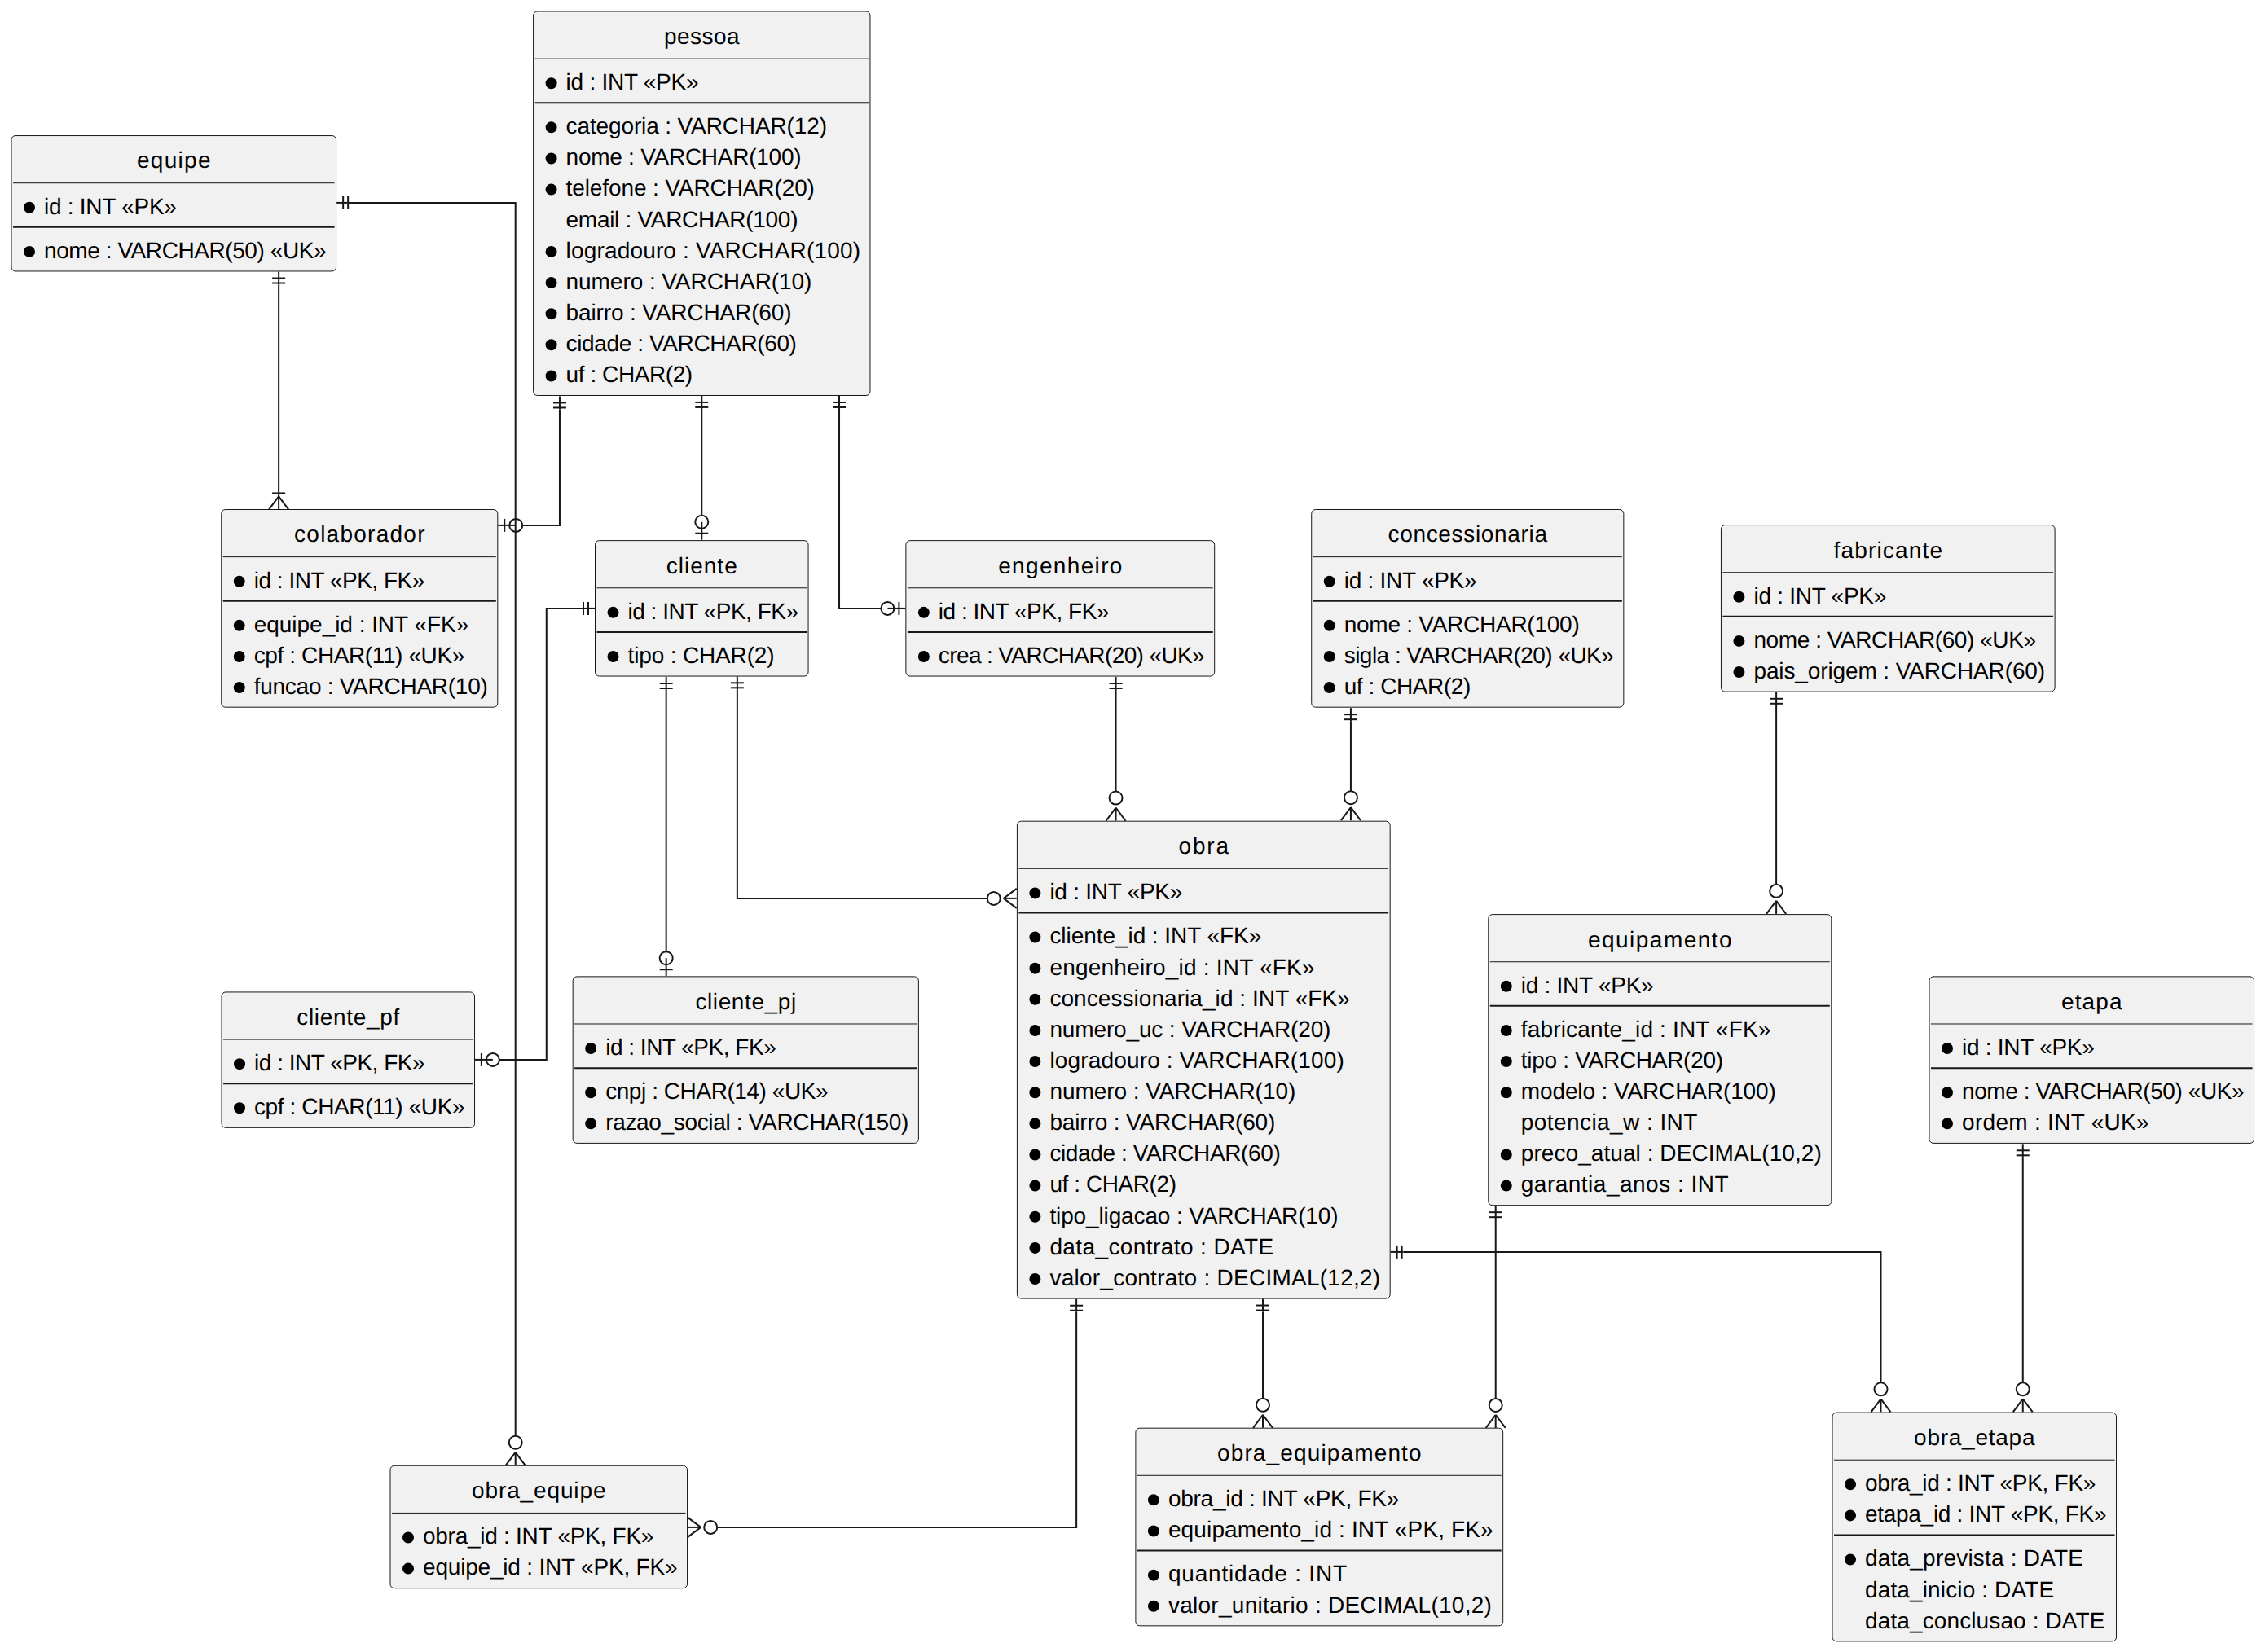 pessoa
id : INT «PK»
categoria : VARCHAR(12)
nome : VARCHAR(100)
telefone : VARCHAR(20)
email : VARCHAR(100)
logradouro : VARCHAR(100)
numero : VARCHAR(10)
bairro : VARCHAR(60)
cidade : VARCHAR(60)
uf : CHAR(2)
equipe
id : INT «PK»
nome : VARCHAR(50) «UK»
colaborador
id : INT «PK, FK»
equipe_id : INT «FK»
cpf : CHAR(11) «UK»
funcao : VARCHAR(10)
cliente
id : INT «PK, FK»
tipo : CHAR(2)
engenheiro
id : INT «PK, FK»
crea : VARCHAR(20) «UK»
concessionaria
id : INT «PK»
nome : VARCHAR(100)
sigla : VARCHAR(20) «UK»
uf : CHAR(2)
fabricante
id : INT «PK»
nome : VARCHAR(60) «UK»
pais_origem : VARCHAR(60)
cliente_pf
id : INT «PK, FK»
cpf : CHAR(11) «UK»
cliente_pj
id : INT «PK, FK»
cnpj : CHAR(14) «UK»
razao_social : VARCHAR(150)
obra
id : INT «PK»
cliente_id : INT «FK»
engenheiro_id : INT «FK»
concessionaria_id : INT «FK»
numero_uc : VARCHAR(20)
logradouro : VARCHAR(100)
numero : VARCHAR(10)
bairro : VARCHAR(60)
cidade : VARCHAR(60)
uf : CHAR(2)
tipo_ligacao : VARCHAR(10)
data_contrato : DATE
valor_contrato : DECIMAL(12,2)
equipamento
id : INT «PK»
fabricante_id : INT «FK»
tipo : VARCHAR(20)
modelo : VARCHAR(100)
potencia_w : INT
preco_atual : DECIMAL(10,2)
garantia_anos : INT
etapa
id : INT «PK»
nome : VARCHAR(50) «UK»
ordem : INT «UK»
obra_equipe
obra_id : INT «PK, FK»
equipe_id : INT «PK, FK»
obra_equipamento
obra_id : INT «PK, FK»
equipamento_id : INT «PK, FK»
quantidade : INT
valor_unitario : DECIMAL(10,2)
obra_etapa
obra_id : INT «PK, FK»
etapa_id : INT «PK, FK»
data_prevista : DATE
data_inicio : DATE
data_conclusao : DATE